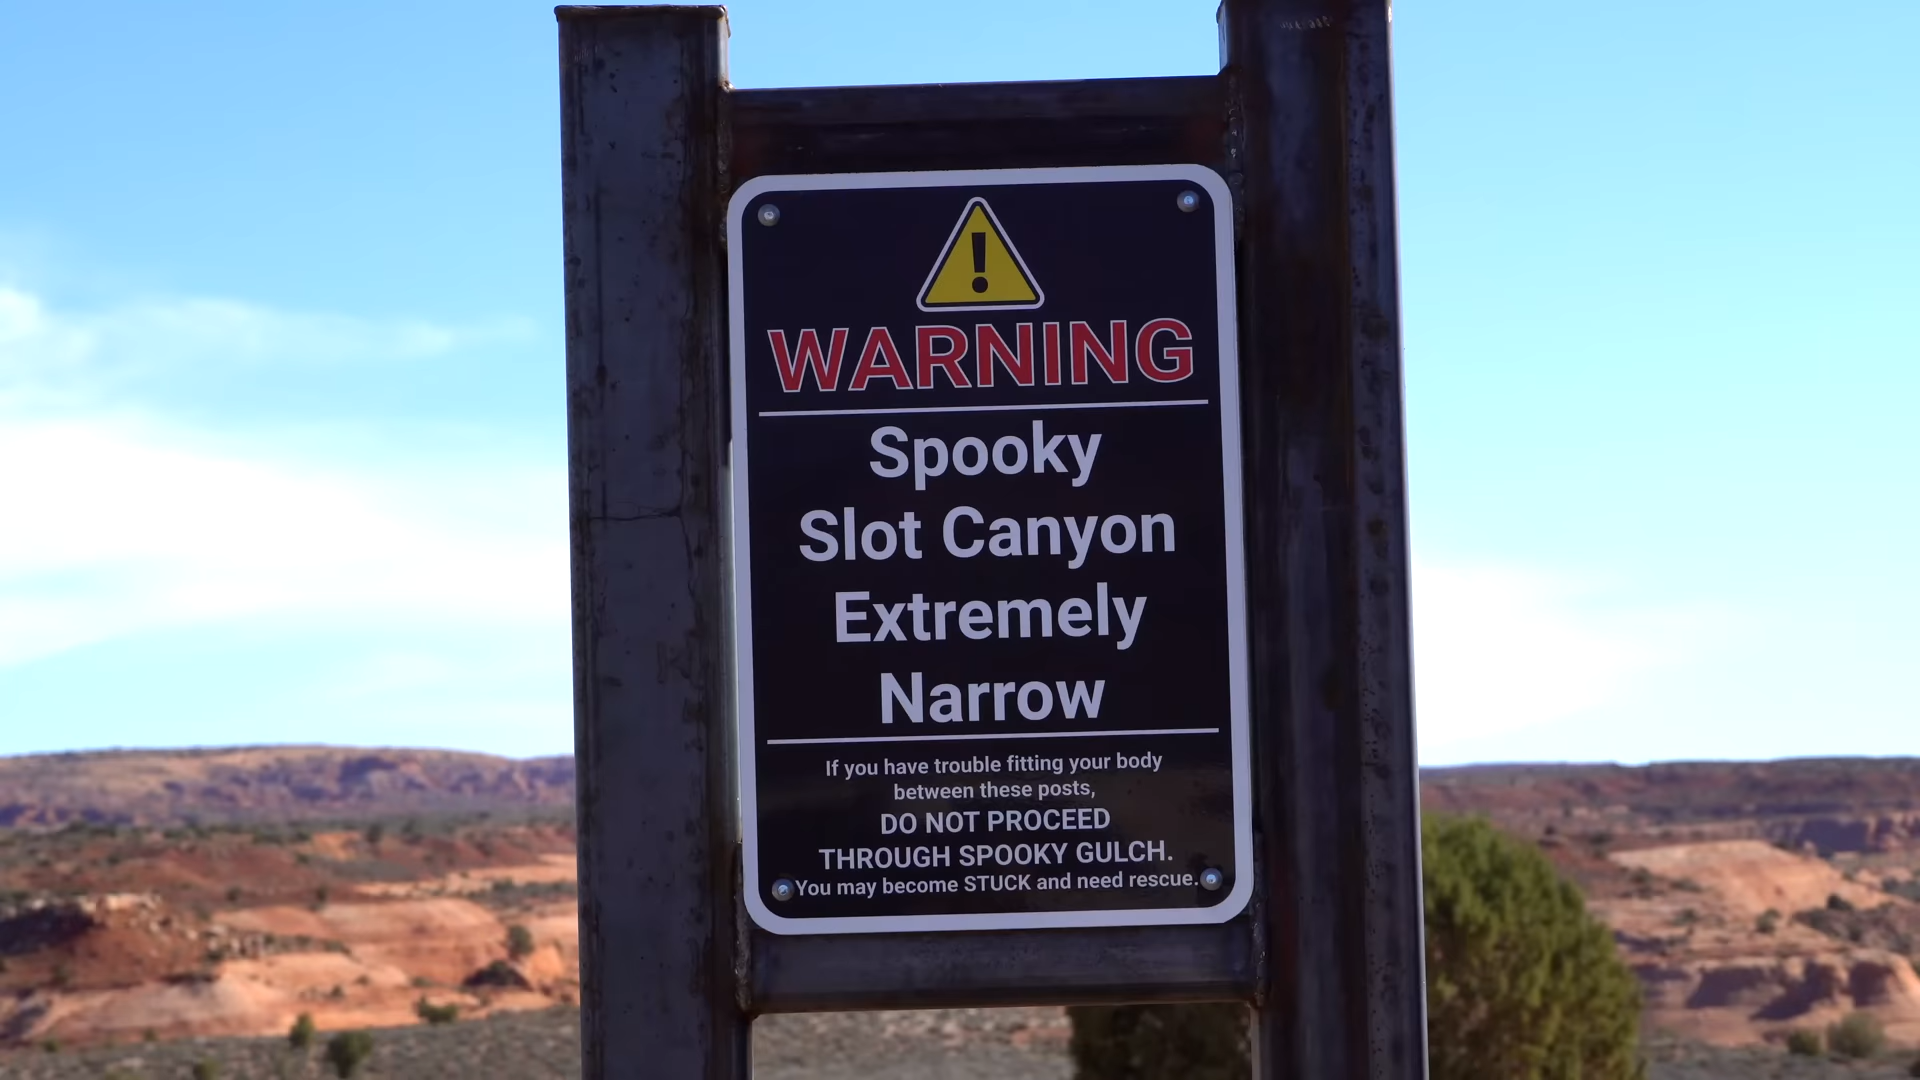 WARNING
Spooky
Slot Canyon
Extremely
Narrow
If you have trouble fitting your body
between these posts,
DO NOT PROCEED
THROUGH SPOOKY GULCH.
You may become STUCK and need rescue.